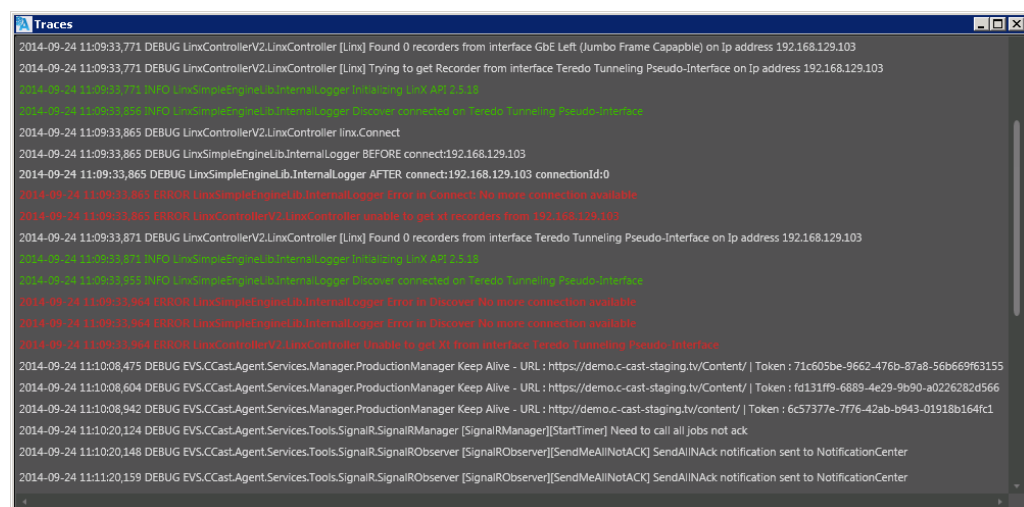 Traces
2014-09-24 11:09:33,771 DEBUG LinxControllerV2.LinxController [Linx] Found 0 recorders from interface GbE Left (Jumbo Frame Capapble) on Ip address 192.168.129.103
2014-09-24 11:09:33,771 DEBUG LinxControllerV2.LinxController [Linx] Trying to get Recorder from interface Teredo Tunneling Pseudo-Interface on Ip address 192.168.129.103
2014-09-24 11:09:33,771 INFO LinxSimpleEngineLib.InternalLogger Initializing LinX API 2.5.18
2014-09-24 11:09:33,856 INFO LinxSimpleEngineLib.InternalLogger Discover connected on Teredo Tunneling Pseudo-Interface
2014-09-24 11:09:33,865 DEBUG LinxControllerV2.LinxController linx.Connect
2014-09-24 11:09:33,865 DEBUG LinxSimpleEngineLib.InternalLogger BEFORE connect:192.168.129.103
2014-09-24 11:09:33,865 DEBUG LinxSimpleEngineLib.InternalLogger AFTER connect:192.168.129.103 connectionId:0
2014-09-24 11:09:33,865 ERROR LinxSimpleEngineLib.InternalLogger Error in Connect: No more connection available
2014-09-24 11:09:33,865 ERROR LinxControllerV2.LinxController unable to get xt recorders from 192.168.129.103
2014-09-24 11:09:33,871 DEBUG LinxControllerV2.LinxController [Linx] Found 0 recorders from interface Teredo Tunneling Pseudo-Interface on Ip address 192.168.129.103
2014-09-24 11:09:33,871 INFO LinxSimpleEngineLib.InternalLogger Initializing LinX API 2.5.18
2014-09-24 11:09:33,955 INFO LinxSimpleEngineLib.InternalLogger Discover connected on Teredo Tunneling Pseudo-Interface
2014-09-24 11:09:33,964 ERROR LinxSimpleEngineLib.InternalLogger Error in Discover No more connection available
2014-09-24 11:09:33,964 ERROR LinxSimpleEngineLib.InternalLogger Error in Discover No more connection available
2014-09-24 11:09:33,964 ERROR LinxControllerV2.LinxController Unable to get Xt from interface Teredo Tunneling Pseudo-Interface
2014-09-24 11:10:08,475 DEBUG EVS.CCast.Agent.Services.Manager.ProductionManager Keep Alive - URL : https://demo.c-cast-staging.tv/Content/ | Token : 71c605be-9662-476b-87a8-56b669f63155
2014-09-24 11:10:08,604 DEBUG EVS.CCast.Agent.Services.Manager.ProductionManager Keep Alive - URL : https://demo.c-cast-staging.tv/Content/ | Token : fd131ff9-6889-4e29-9b90-a0226282d566
2014-09-24 11:10:08,942 DEBUG EVS.CCast.Agent.Services.Manager.ProductionManager Keep Alive - URL : http://demo.c-cast-staging.tv/content/ | Token : 6c57377e-7f76-42ab-b943-01918b164fc1
2014-09-24 11:10:20,124 DEBUG EVS.CCast.Agent.Services.Tools.SignalR.SignalRManager [SignalRManager][StartTimer] Need to call all jobs not ack
2014-09-24 11:10:20,148 DEBUG EVS.CCast.Agent.Services.Tools.SignalR.SignalRObserver [SignalRObserver][SendMeAllNotACK] SendAllNAck notification sent to NotificationCenter
2014-09-24 11:11:20,159 DEBUG EVS.CCast.Agent.Services.Tools.SignalR.SignalRObserver [SignalRObserver][SendMeAllNotACK] SendAllNAck notification sent to NotificationCenter